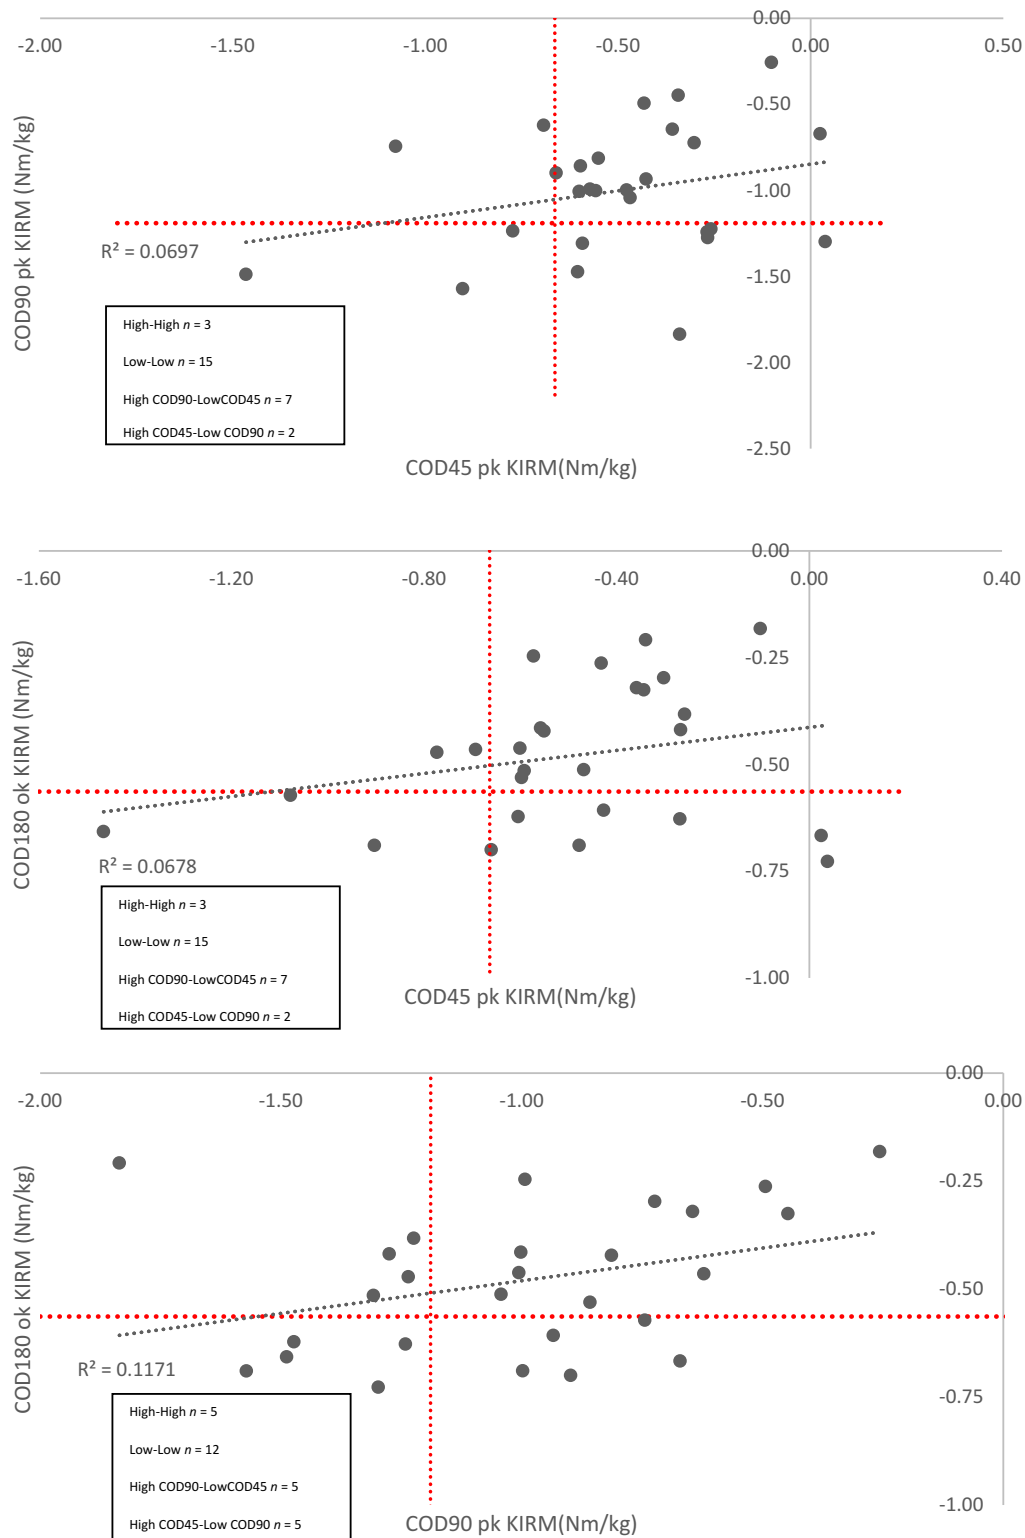 0.00
-2.00 -1.50 -1.00 -0.50 0.00 0.50
-0.50
-1.00
-1.50
-2.00
-2.50
COD90 pk KIRM (Nm/kg)
R² = 0.0697
High-High n = 3
Low-Low n = 15
High COD90-LowCOD45 n = 7
High COD45-Low COD90 n = 2
COD45 pk KIRM(Nm/kg)
0.00
-1.60 -1.20 -0.80 -0.40 0.00 0.40
-0.25
-0.50
-0.75
-1.00
COD180 ok KIRM (Nm/kg)
R² = 0.0678
High-High n = 3
Low-Low n = 15
High COD90-LowCOD45 n = 7
High COD45-Low COD90 n = 2
COD45 pk KIRM(Nm/kg)
0.00
-2.00 -1.50 -1.00 -0.50 0.00
-0.25
-0.50
-0.75
-1.00
COD180 ok KIRM (Nm/kg)
R² = 0.1171
High-High n = 5
Low-Low n = 12
High COD90-LowCOD45 n = 5
High COD45-Low COD90 n = 5
COD90 pk KIRM(Nm/kg)